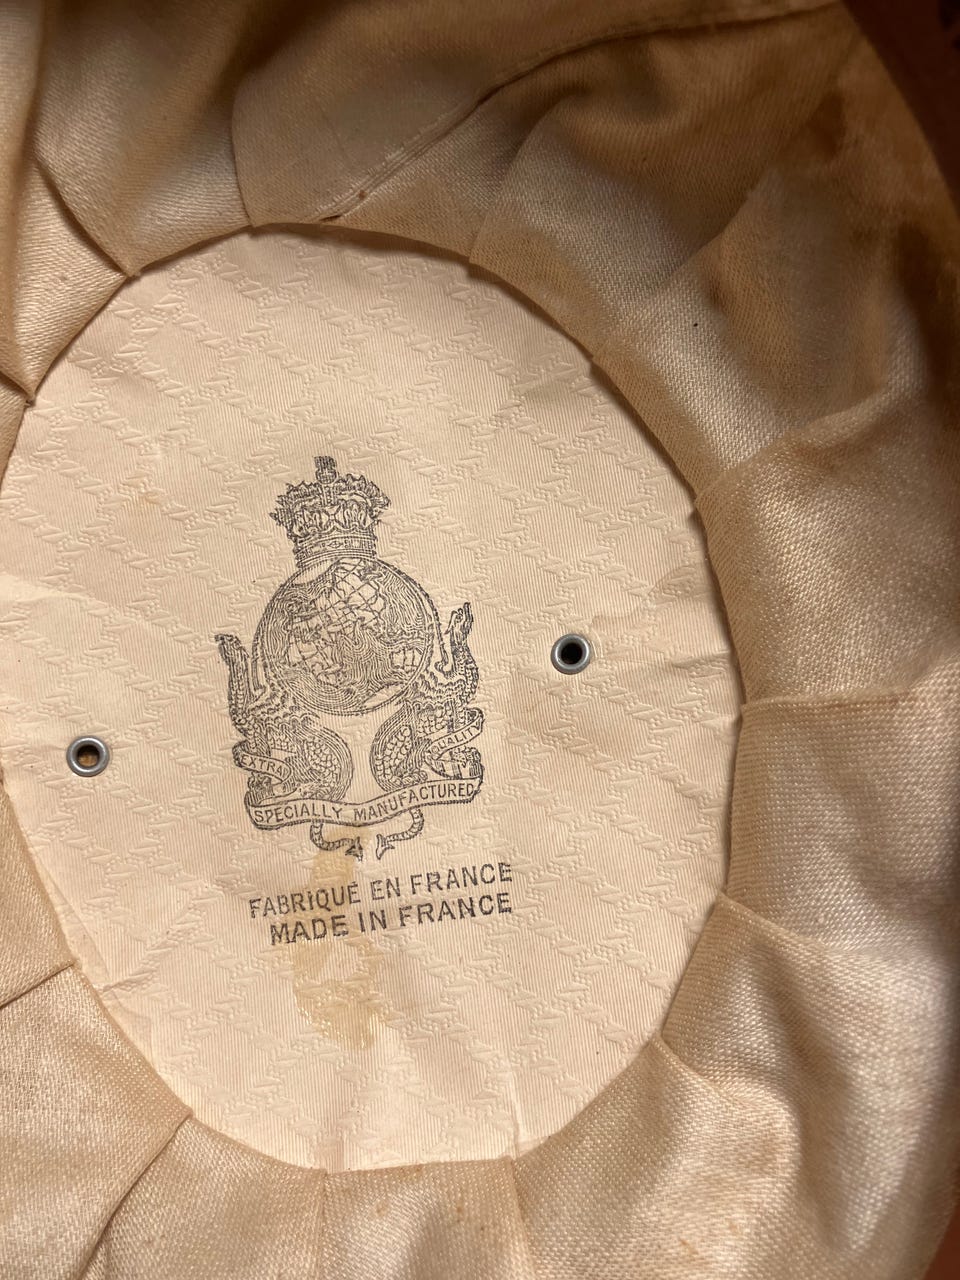 EXTRA QUALITY
SPECIALLY MANUFACTURED
FABRIQUÉ EN FRANCE
MADE IN FRANCE